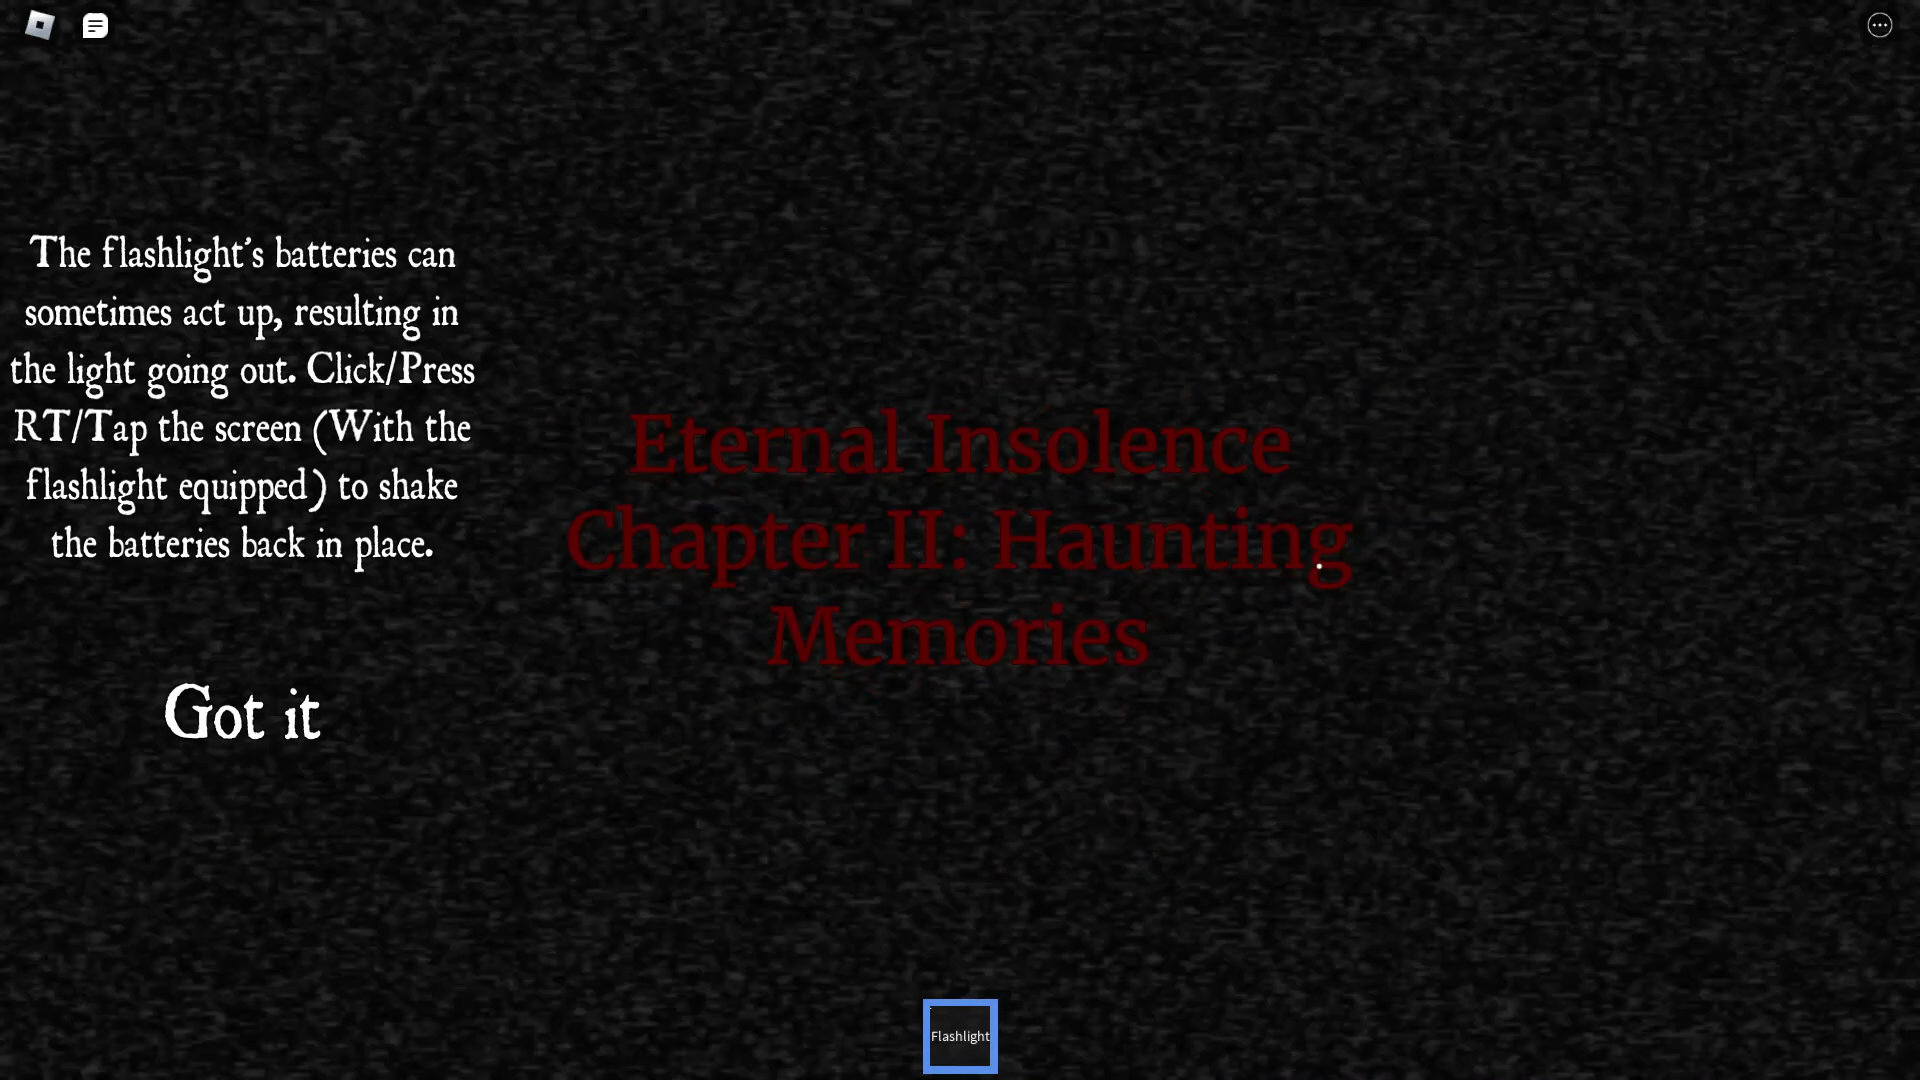 The flashlight's batteries can
sometimes act up, resulting in
the light going out. Click/Press
RT/Tap the screen (With the
flashlight equipped) to shake
the batteries back in place.
Got it
Eternal Insolence
Chapter II: Haunting
Memories
Flashlight